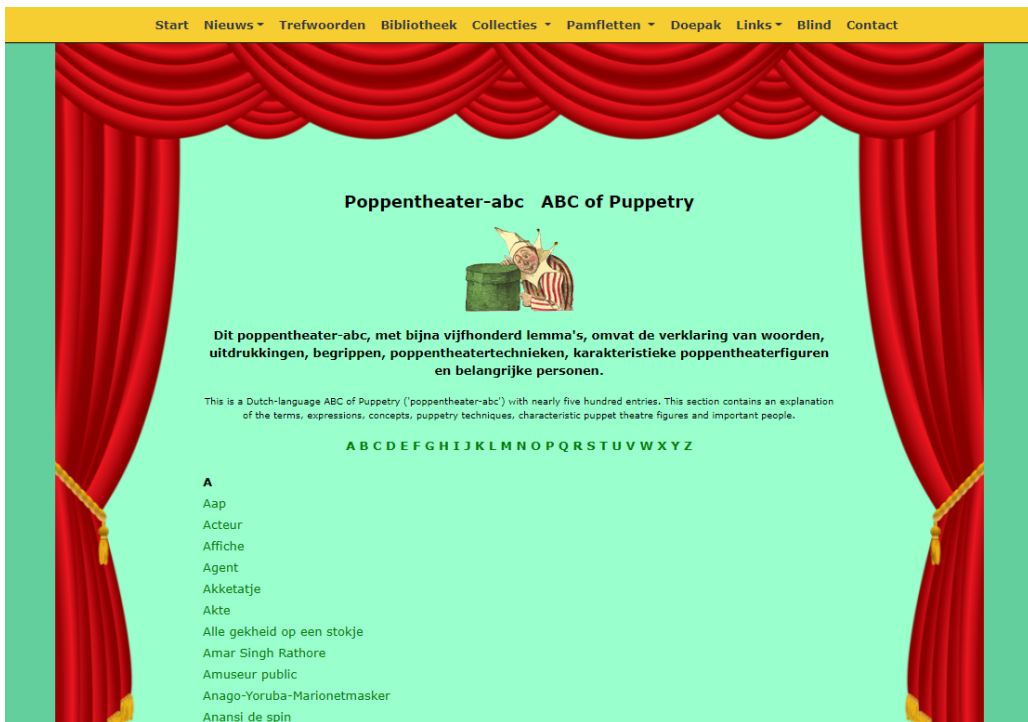 Start Nieuws Trefwoorden Bibliotheek Collecties Pamfletten Doepak Links Blind Contact
Poppentheater-abc ABC of Puppetry
Dit poppentheater-abc, met bijna vijfhonderd lemma's, omvat de verklaring van woorden,
uitdrukkingen, begrippen, poppentheatertechnieken, karakteristieke poppentheaterfiguren
en belangrijke personen.
This is a Dutch-language ABC of Puppetry ('poppentheater-abc') with nearly five hundred entries. This section contains an explanation
of the terms, expressions, concepts, puppetry techniques, characteristic puppet theatre figures and important people.
A B C D E F G H I J K L M N O P Q R S T U V W X Y Z
A
Aap
Acteur
Affiche
Agent
Akketatje
Akte
Alle gekheid op een stokje
Amar Singh Rathore
Amuseur public
Anago-Yoruba-Marionetmasker
Anansi de spin